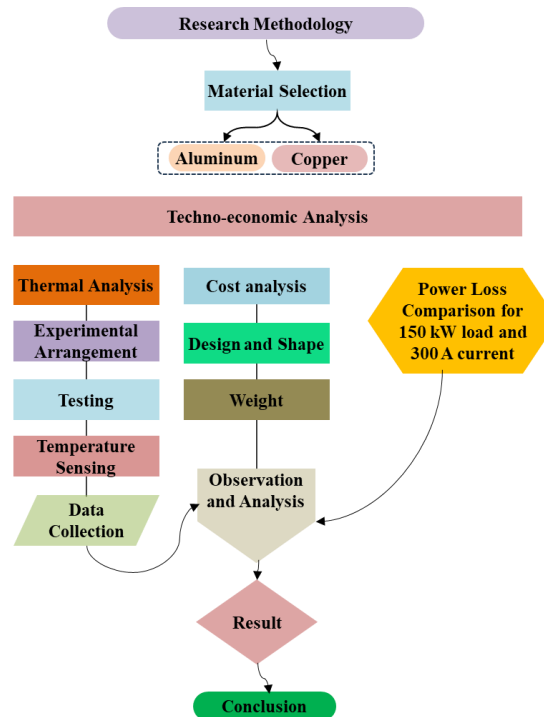 Research Methodology
Material Selection
Aluminum
Copper
Techno-economic Analysis
Thermal Analysis
Experimental
Arrangement
Testing
Temperature
Sensing
Data
Collection
Cost analysis
Design and Shape
Weight
Observation
and Analysis
Power Loss
Comparison for
150 kW load and
300 A current
Result
Conclusion